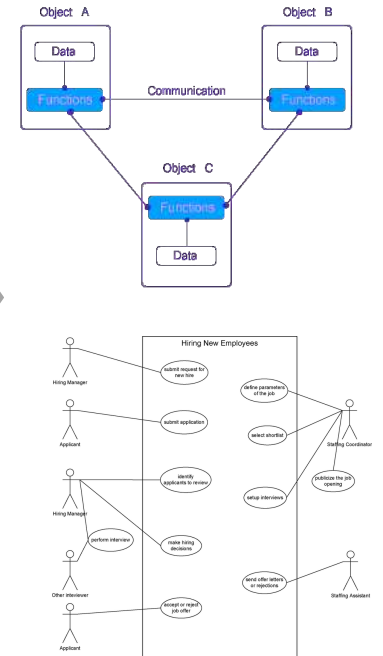 Object A
Object B
Data
Data
Functions
Communication
Functions
Object C
Functions
Data
Hiring New Employees
submit request for
new hire
Hiring Manager
define parameters
of the job
submit application
select shortlist
Applicant
Staffing Coordinator
identify
applicants to review
publicize the job
opening
setup interviews
Hiring Manager
perform interview
make hiring
decisions
send offer letters
or rejections
Other interviewer
Staffing Assistant
accept or reject
job offer
Applicant